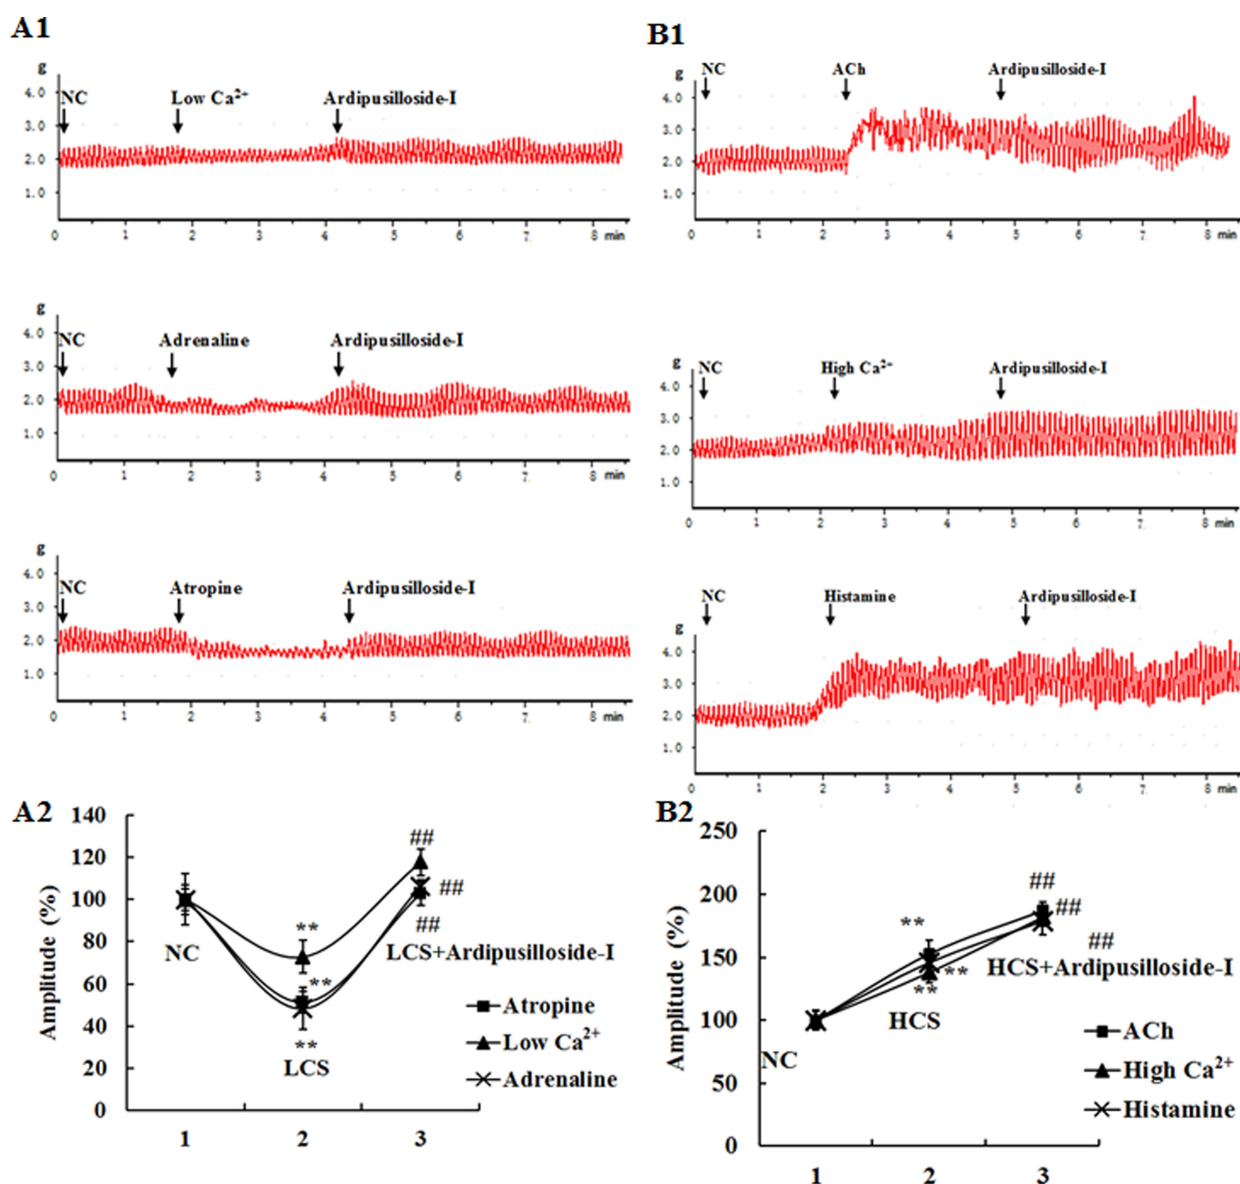 A1
g
4.0
3.0
2.0
1.0
NC
Low Ca²⁺
Ardipusilloside-I
0 1 2 3 4 5 6 7 8 min
g
4.0
3.0
2.0
1.0
NC
Adrenaline
Ardipusilloside-I
0 1 2 3 4 5 6 7 8 min
g
4.0
3.0
2.0
1.0
NC
Atropine
Ardipusilloside-I
0 1 2 3 4 5 6 7 8 min
B1
g
4.0
3.0
2.0
1.0
NC
ACh
Ardipusilloside-I
0 1 2 3 4 5 6 7. 8 min
g
4.0
3.0
2.0
1.0
NC
High Ca²⁺
Ardipusilloside-I
0 1 2 3 4 5 6 7 8 min
NC
Histamine
Ardipusilloside-I
g
4.0
3.0
2.0
1.0
0 1 2 3 4 5 6 7 8 min
A2
Amplitude (%)
140
120
100
80
60
40
20
0
NC
**
**
**
LCS
##
##
##
LCS+Ardipusilloside-I
Atropine
Low Ca²⁺
Adrenaline
1 2 3
B2
Amplitude (%)
250
200
150
100
50
0
NC
**
**
**
HCS
##
##
##
HCS+Ardipusilloside-I
ACh
High Ca²⁺
Histamine
1 2 3